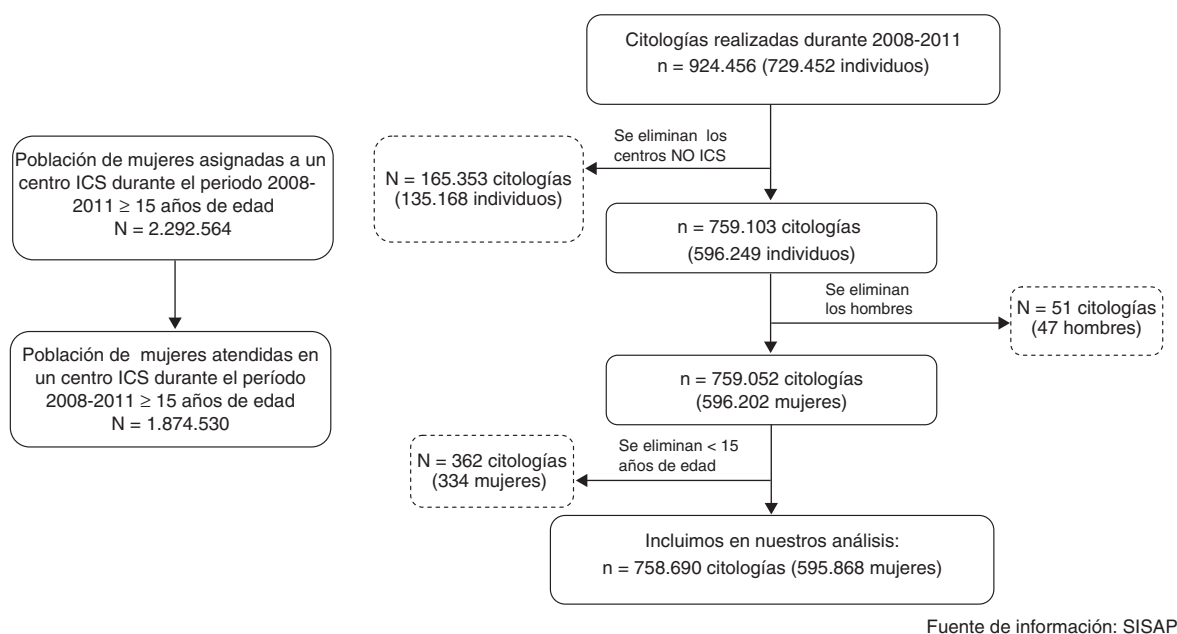 Citologías realizadas durante 2008-2011
n = 924.456 (729.452 individuos)
Se eliminan los
centros NO ICS
N = 165.353 citologías
(135.168 individuos)
Población de mujeres asignadas a un
centro ICS durante el periodo 2008-
2011 ≥ 15 años de edad
N = 2.292.564
n = 759.103 citologías
(596.249 individuos)
Se eliminan
los hombres
N = 51 citologías
(47 hombres)
Población de mujeres atendidas en
un centro ICS durante el período
2008-2011 ≥ 15 años de edad
N = 1.874.530
n = 759.052 citologías
(596.202 mujeres)
Se eliminan < 15
años de edad
N = 362 citologías
(334 mujeres)
Incluimos en nuestros análisis:
n = 758.690 citologías (595.868 mujeres)
Fuente de información: SISAP